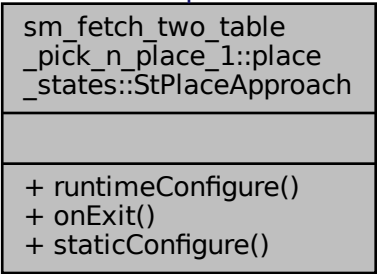 sm_fetch_two_table
_pick_n_place_1::place
_states::StPlaceApproach
+ runtimeConfigure()
+ onExit()
+ staticConfigure()